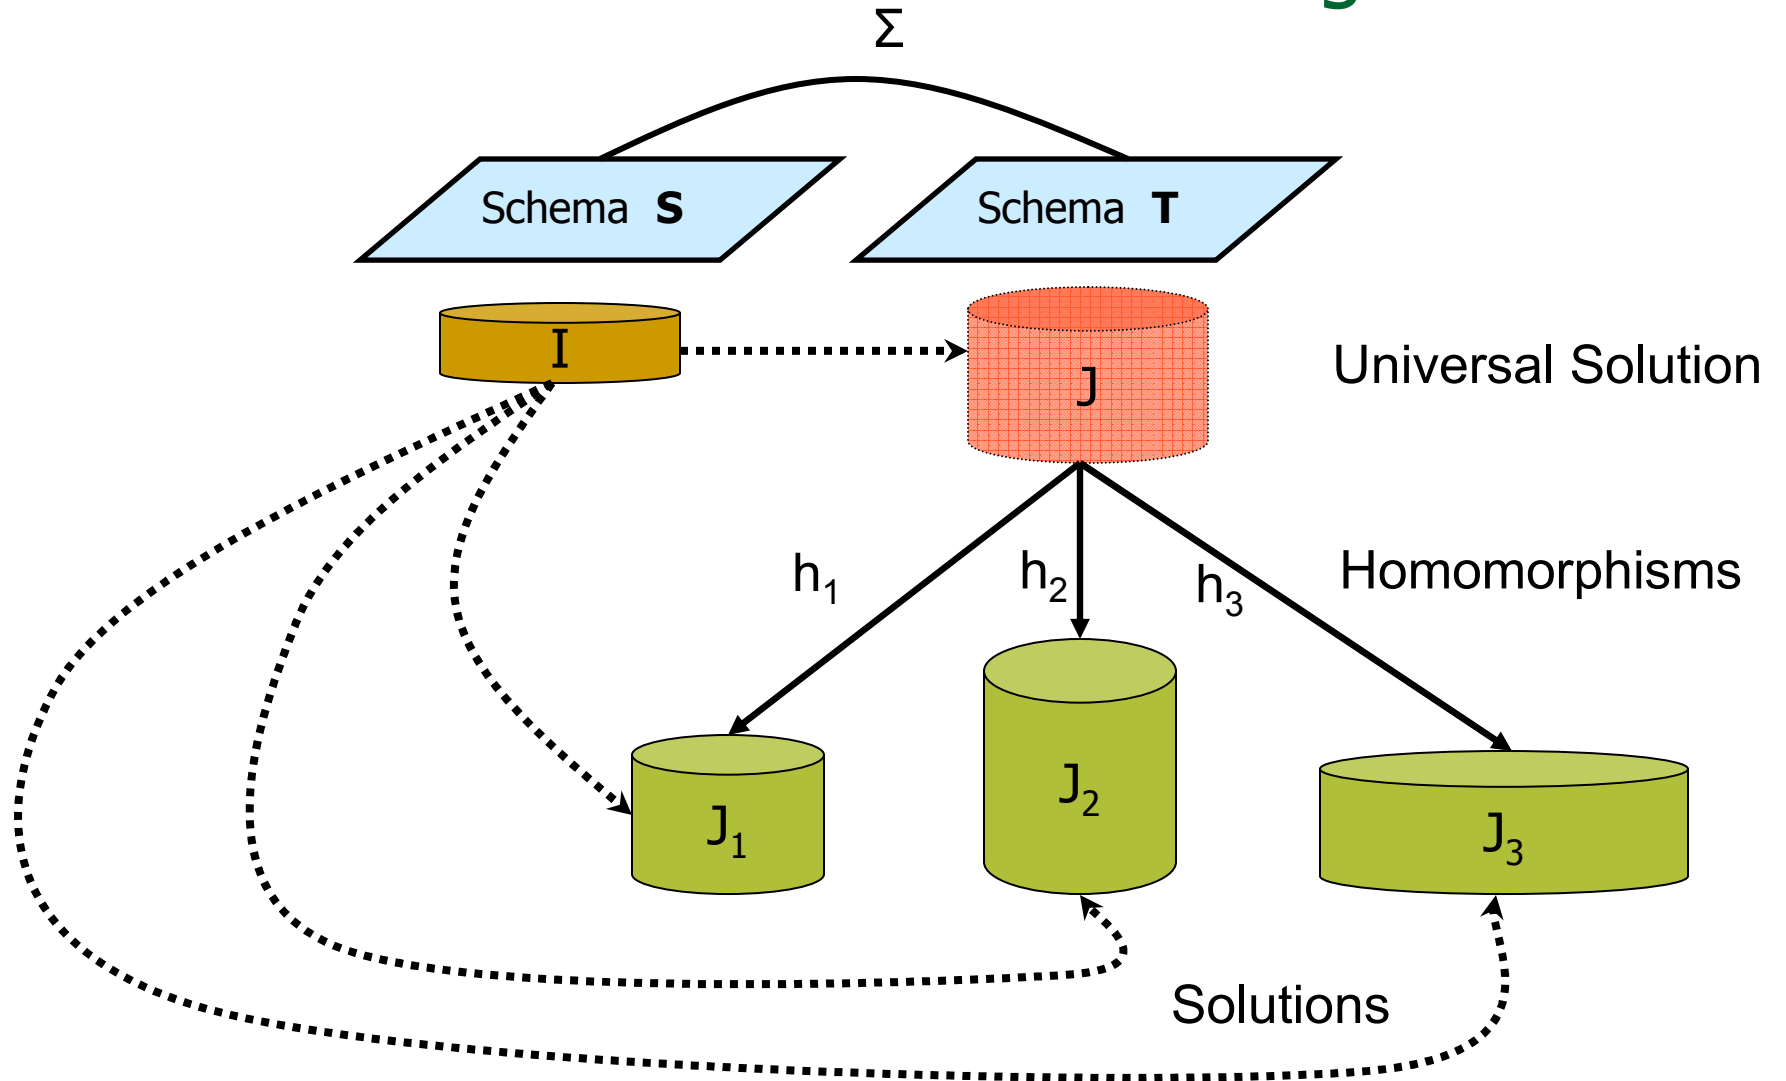 Σ
Schema S
Schema T
I
J
Universal Solution
h1
h2
h3
Homomorphisms
J1
J2
J3
Solutions